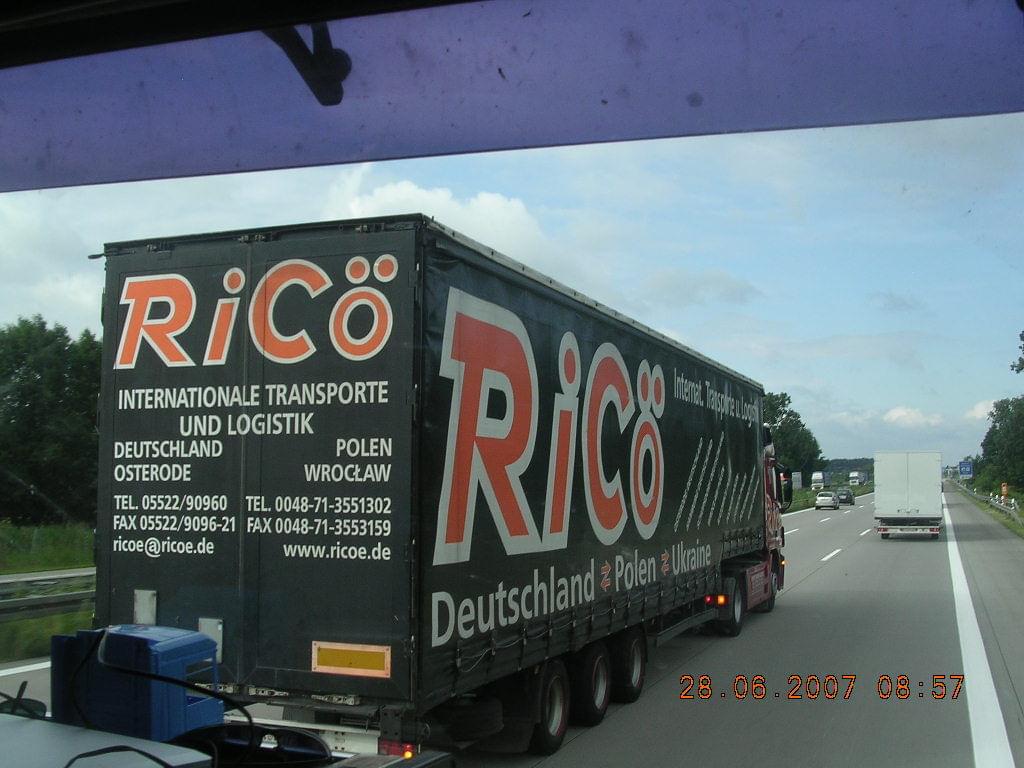 RiCö
INTERNATIONALE TRANSPORTE
UND LOGISTIK
DEUTSCHLAND POLEN
OSTERODE WROCŁAW
TEL. 05522/90960 TEL. 0048-71-3551302
FAX 05522/9096-21 FAX 0048-71-3553159
ricoe@ricoe.de www.ricoe.de
RiCö
Internat. Transporte u. Logistik
Deutschland ⇄ Polen ⇄ Ukraine
28.06.2007 08:57